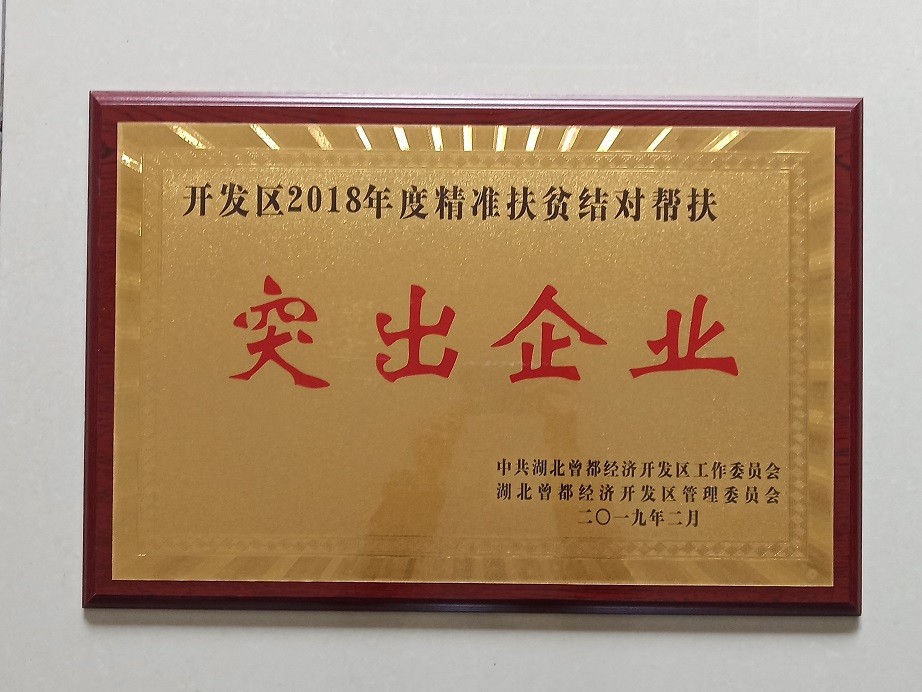 开发区2018年度精准扶贫结对帮扶
突出企业
中共湖北曾都经济开发区工作委员会
湖北曾都经济开发区管理委员会
二〇一九年二月